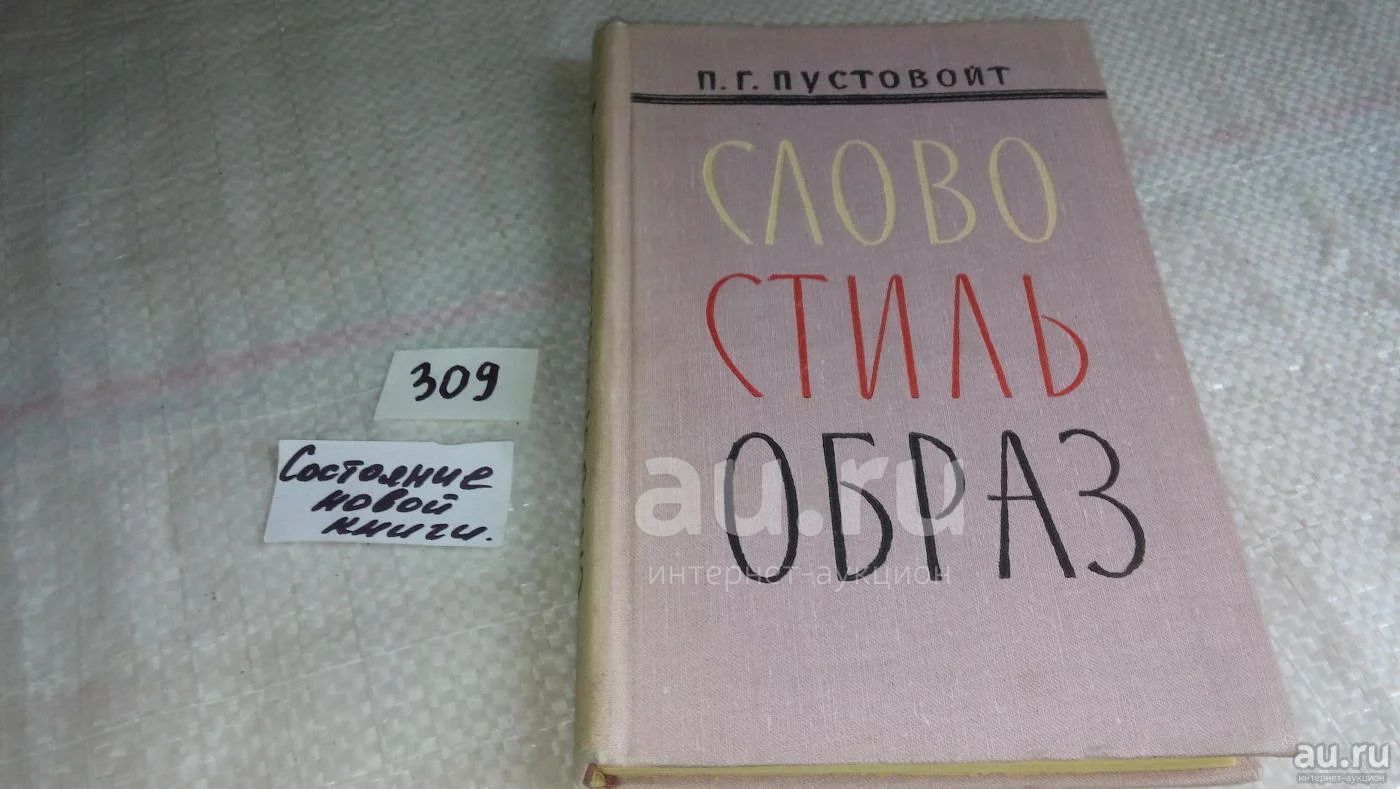 П. Г. ПУСТОВОЙТ
СЛОВО
СТИЛЬ
ОБРАЗ
309
Состояние
новой
книги.
au.ru
интернет-аукцион
au.ru
интернет-аукцион